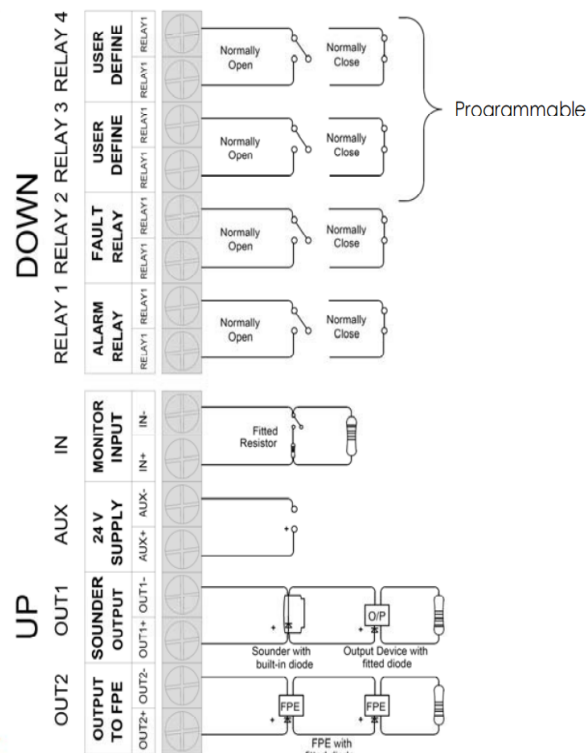 DOWN
RELAY 4
USER
DEFINE
RELAY1
RELAY1
Normally
Open
Normally
Close
Programmable
RELAY 3
USER
DEFINE
RELAY1
RELAY1
Normally
Open
Normally
Close
RELAY 2
FAULT
RELAY
RELAY1
RELAY1
Normally
Open
Normally
Close
RELAY 1
ALARM
RELAY
RELAY1
RELAY1
Normally
Open
Normally
Close
UP
IN
MONITOR
INPUT
IN-
IN+
Fitted
Resistor
AUX
24 V
SUPPLY
AUX-
AUX+
+
OUT1
SOUNDER
OUTPUT
OUT1-
OUT1+
+
Sounder with
built-in diode
O/P
+
Output Device with
fitted diode
OUT2
OUTPUT
TO FPE
OUT2-
OUT2+
FPE
+
FPE
+
FPE with